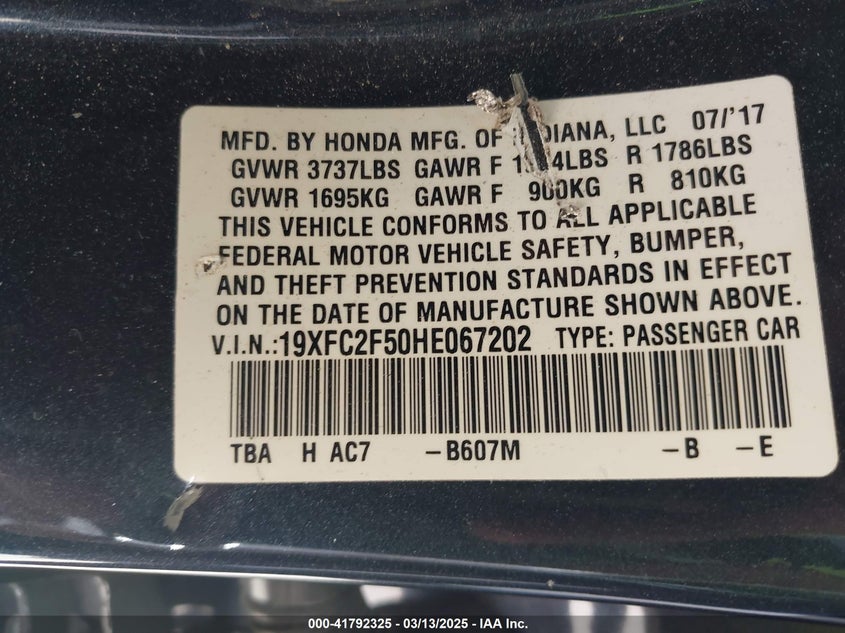 MFD. BY HONDA MFG. OF INDIANA, LLC 07/'17
GVWR 3737LBS GAWR F LBS R 1786LBS
GVWR 1695KG GAWR F 900KG R 810KG
THIS VEHICLE CONFORMS TO ALL APPLICABLE
FEDERAL MOTOR VEHICLE SAFETY, BUMPER,
AND THEFT PREVENTION STANDARDS IN EFFECT
ON THE DATE OF MANUFACTURE SHOWN ABOVE.
V.I.N.:19XFC2F50HE067202 TYPE: PASSENGER CAR
TBA H AC7 -B607M -B -E
000-41792325 - 03/13/2025 - IAA Inc.